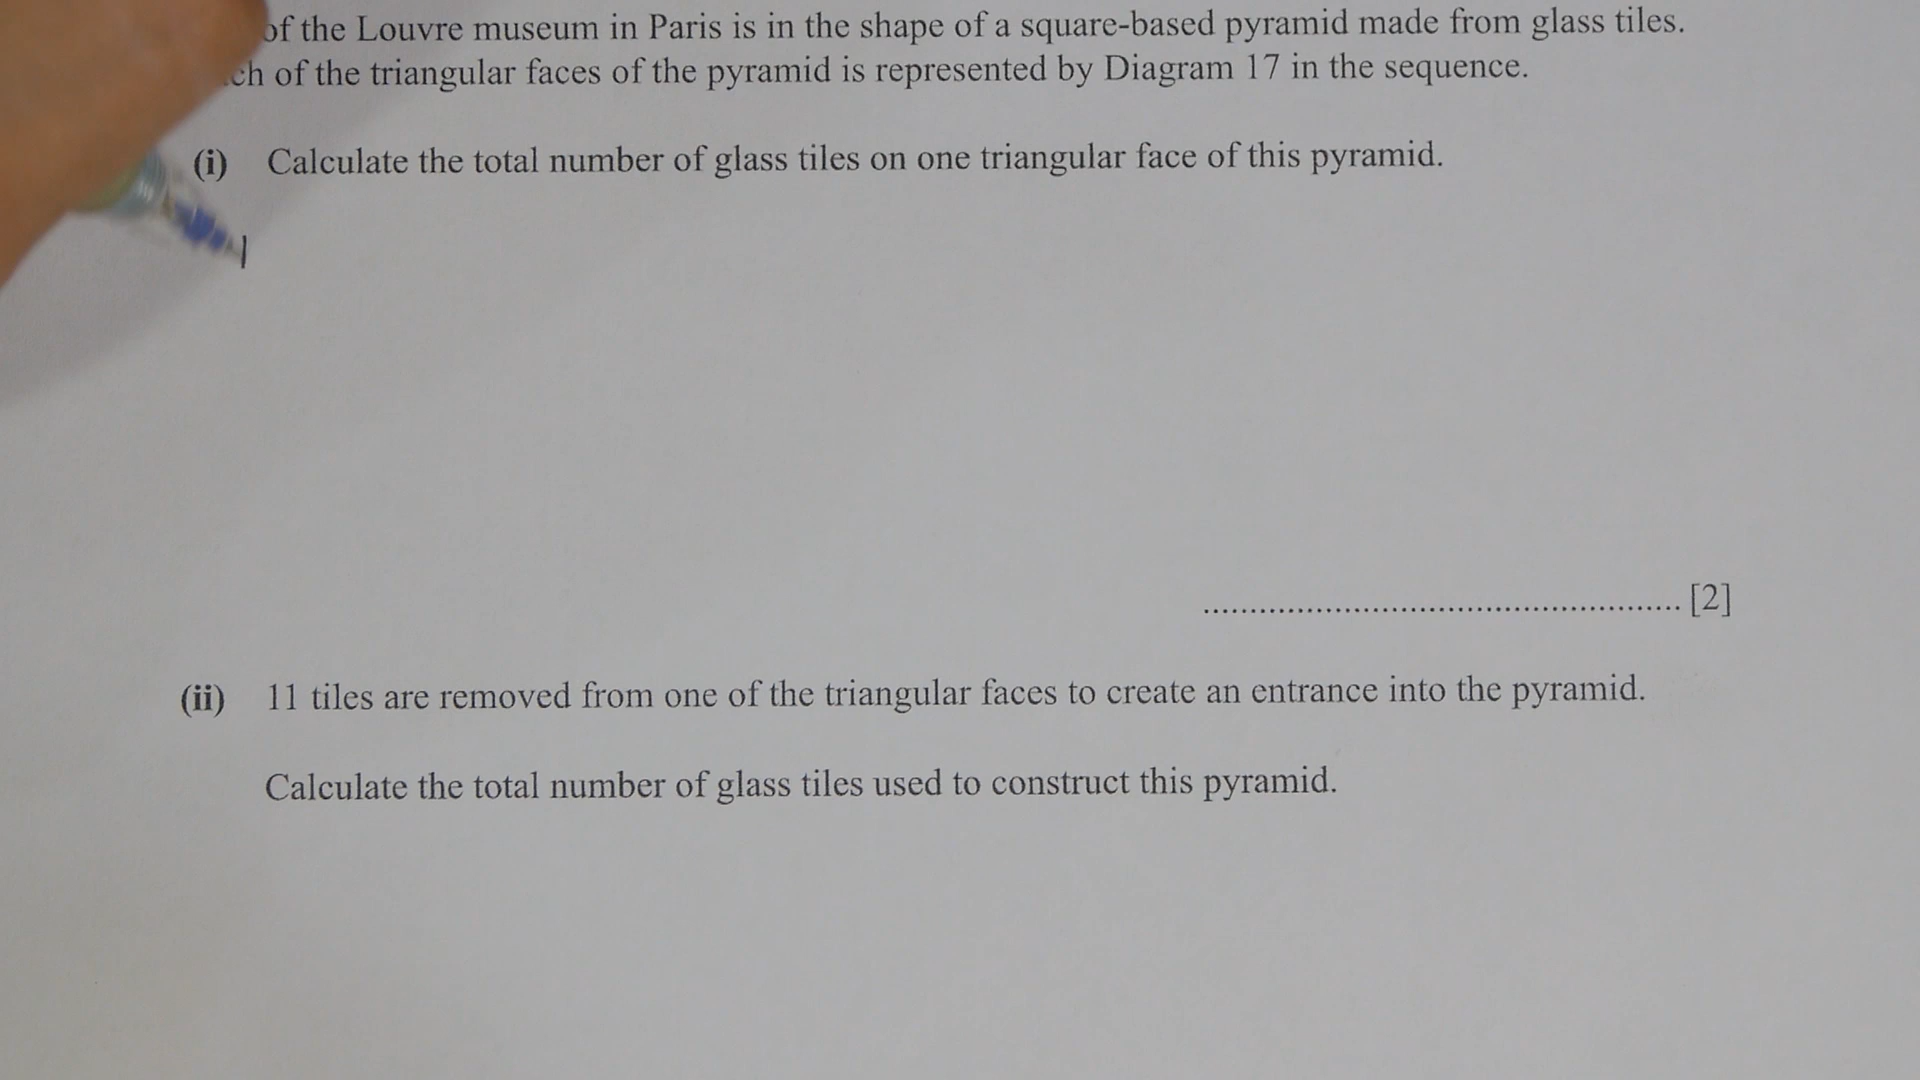 of the Louvre museum in Paris is in the shape of a square-based pyramid made from glass tiles.
ch of the triangular faces of the pyramid is represented by Diagram 17 in the sequence.
(i) Calculate the total number of glass tiles on one triangular face of this pyramid.
.................................................... [2]
(ii) 11 tiles are removed from one of the triangular faces to create an entrance into the pyramid.
Calculate the total number of glass tiles used to construct this pyramid.